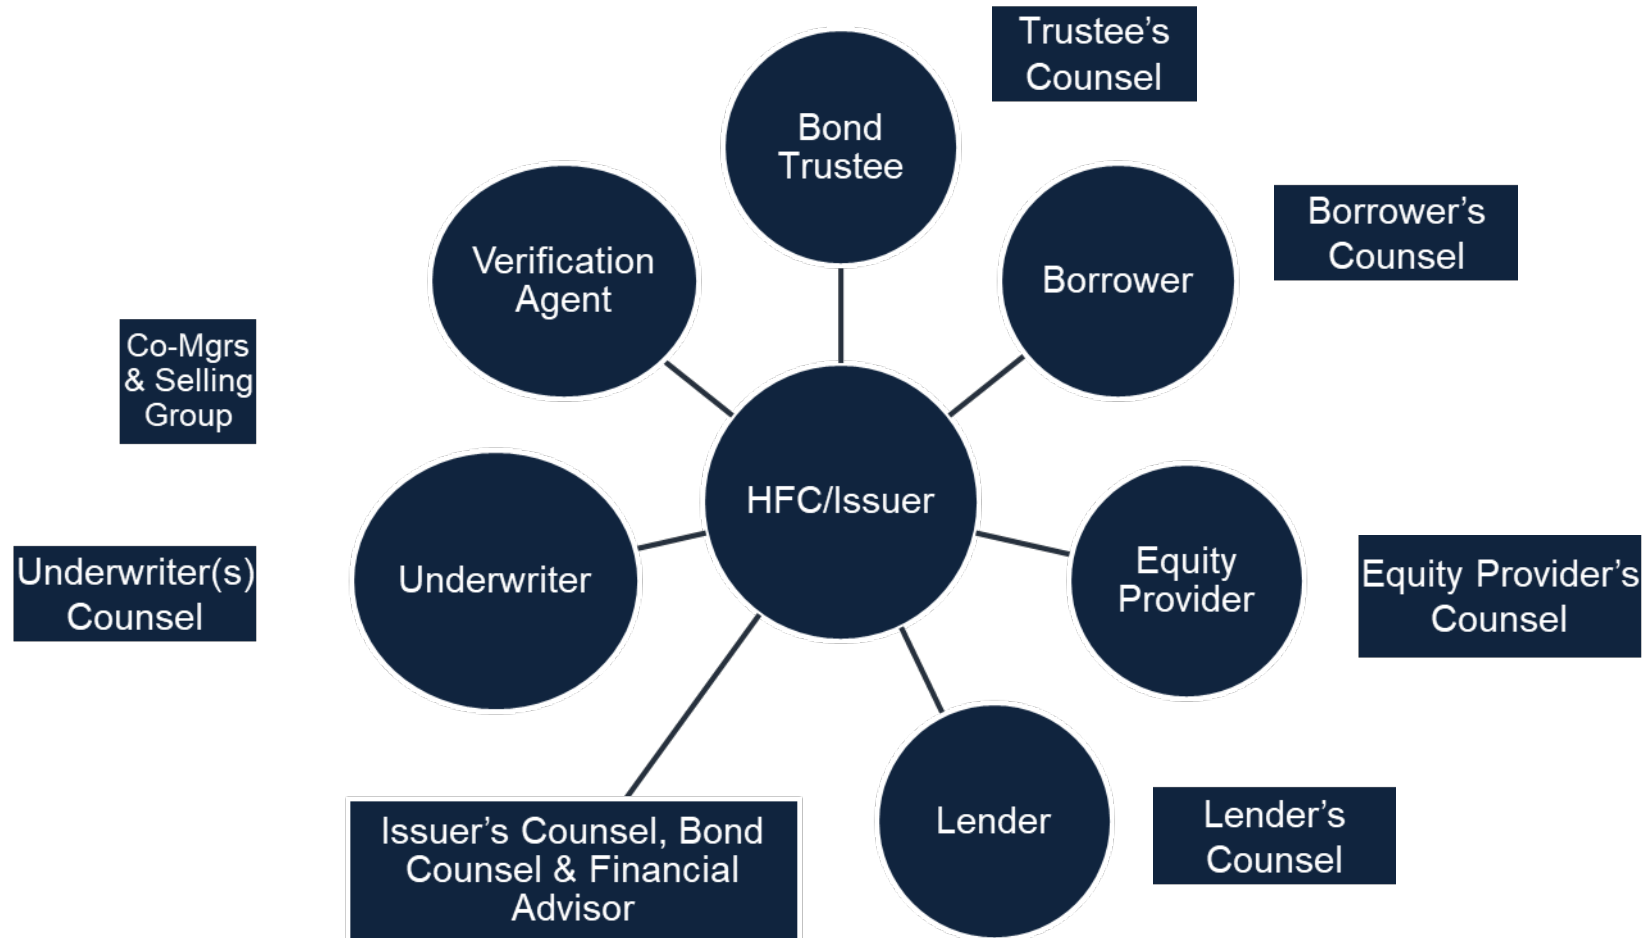 Trustee’s
Counsel
Bond
Trustee
Borrower’s
Counsel
Verification
Agent
Borrower
Co-Mgrs
& Selling
Group
HFC/Issuer
Underwriter(s)
Counsel
Underwriter
Equity
Provider
Equity Provider’s
Counsel
Issuer’s Counsel, Bond
Counsel & Financial
Advisor
Lender
Lender’s
Counsel